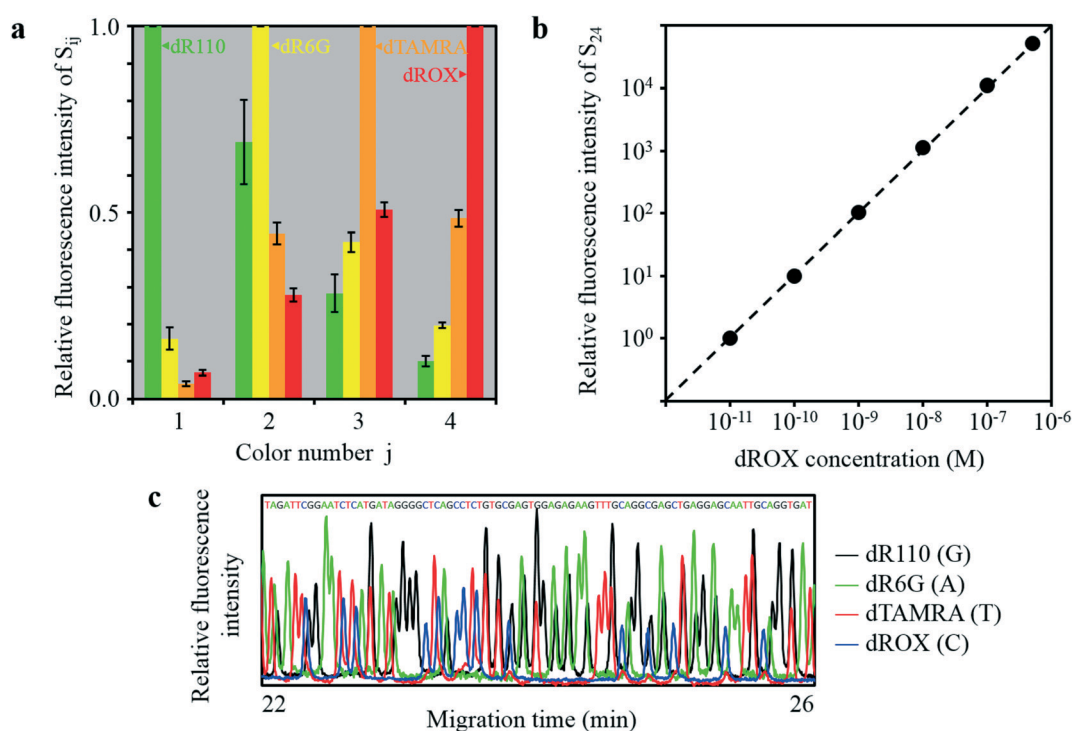 a
Relative fluorescence intensity of S_ij
1.0
0.5
0.0
dR110
dR6G
dTAMRA
dROX
1 2 3 4
Color number j
b
Relative fluorescence intensity of S_24
10^4
10^3
10^2
10^1
10^0
10^-11 10^-10 10^-9 10^-8 10^-7 10^-6
dROX concentration (M)
c
Relative fluorescence
intensity
TAGATTCGGAATCTCATGATAGGGGCTCAGCCTCTGTGCGAGTGGAGAGAAGTTTGCAGGCGAGCTGAGGAGCAATTGCAGGTGAT
22 26
Migration time (min)
dR110 (G)
dR6G (A)
dTAMRA (T)
dROX (C)